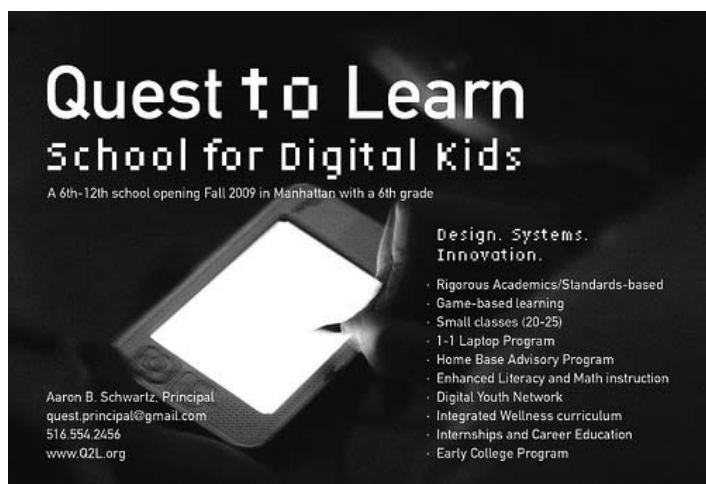 Quest to Learn
School for Digital Kids
A 6th-12th school opening Fall 2009 in Manhattan with a 6th grade
Design. Systems.
Innovation.
· Rigorous Academics/Standards-based
· Game-based learning
· Small classes (20-25)
· 1-1 Laptop Program
· Home Base Advisory Program
· Enhanced Literacy and Math instruction
· Digital Youth Network
· Integrated Wellness curriculum
· Internships and Career Education
· Early College Program
Aaron B. Schwartz, Principal
quest.principal@gmail.com
516.554.2456
www.Q2L.org